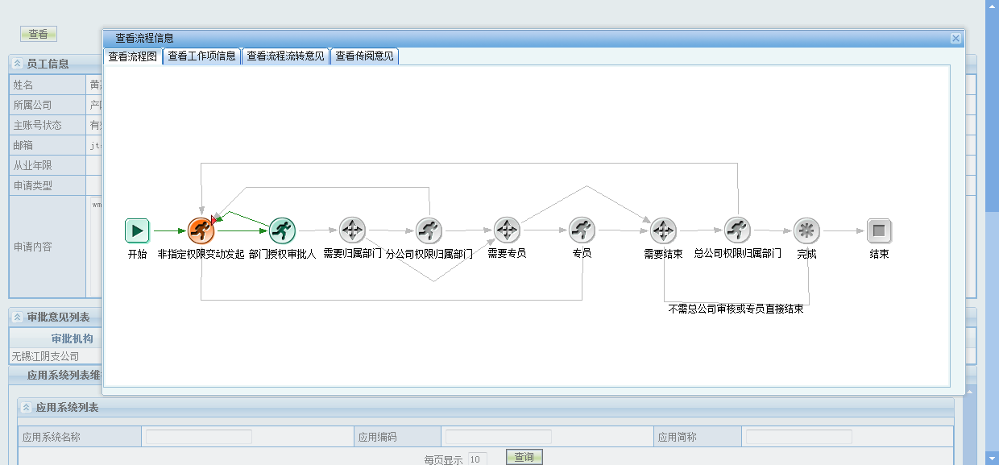 查看
查看流程信息
查看流程图 查看工作项信息 查看流程流转意见 查看传阅意见
员工信息
姓名 黄
所属公司 产
主账号状态 有
邮箱 jt
从业年限
申请类型
wm
申请内容
开始 非指定权限变动发起 部门授权审批人 需要归属部门 分公司权限归属部门 需要专员 专员 需要结束 总公司权限归属部门 完成 结束
不需总公司审核或专员直接结束
审批意见列表
审批机构
无锡江阴支公司
应用系统列表维
应用系统列表
应用系统名称 应用编码 应用简称
每页显示 10 查询